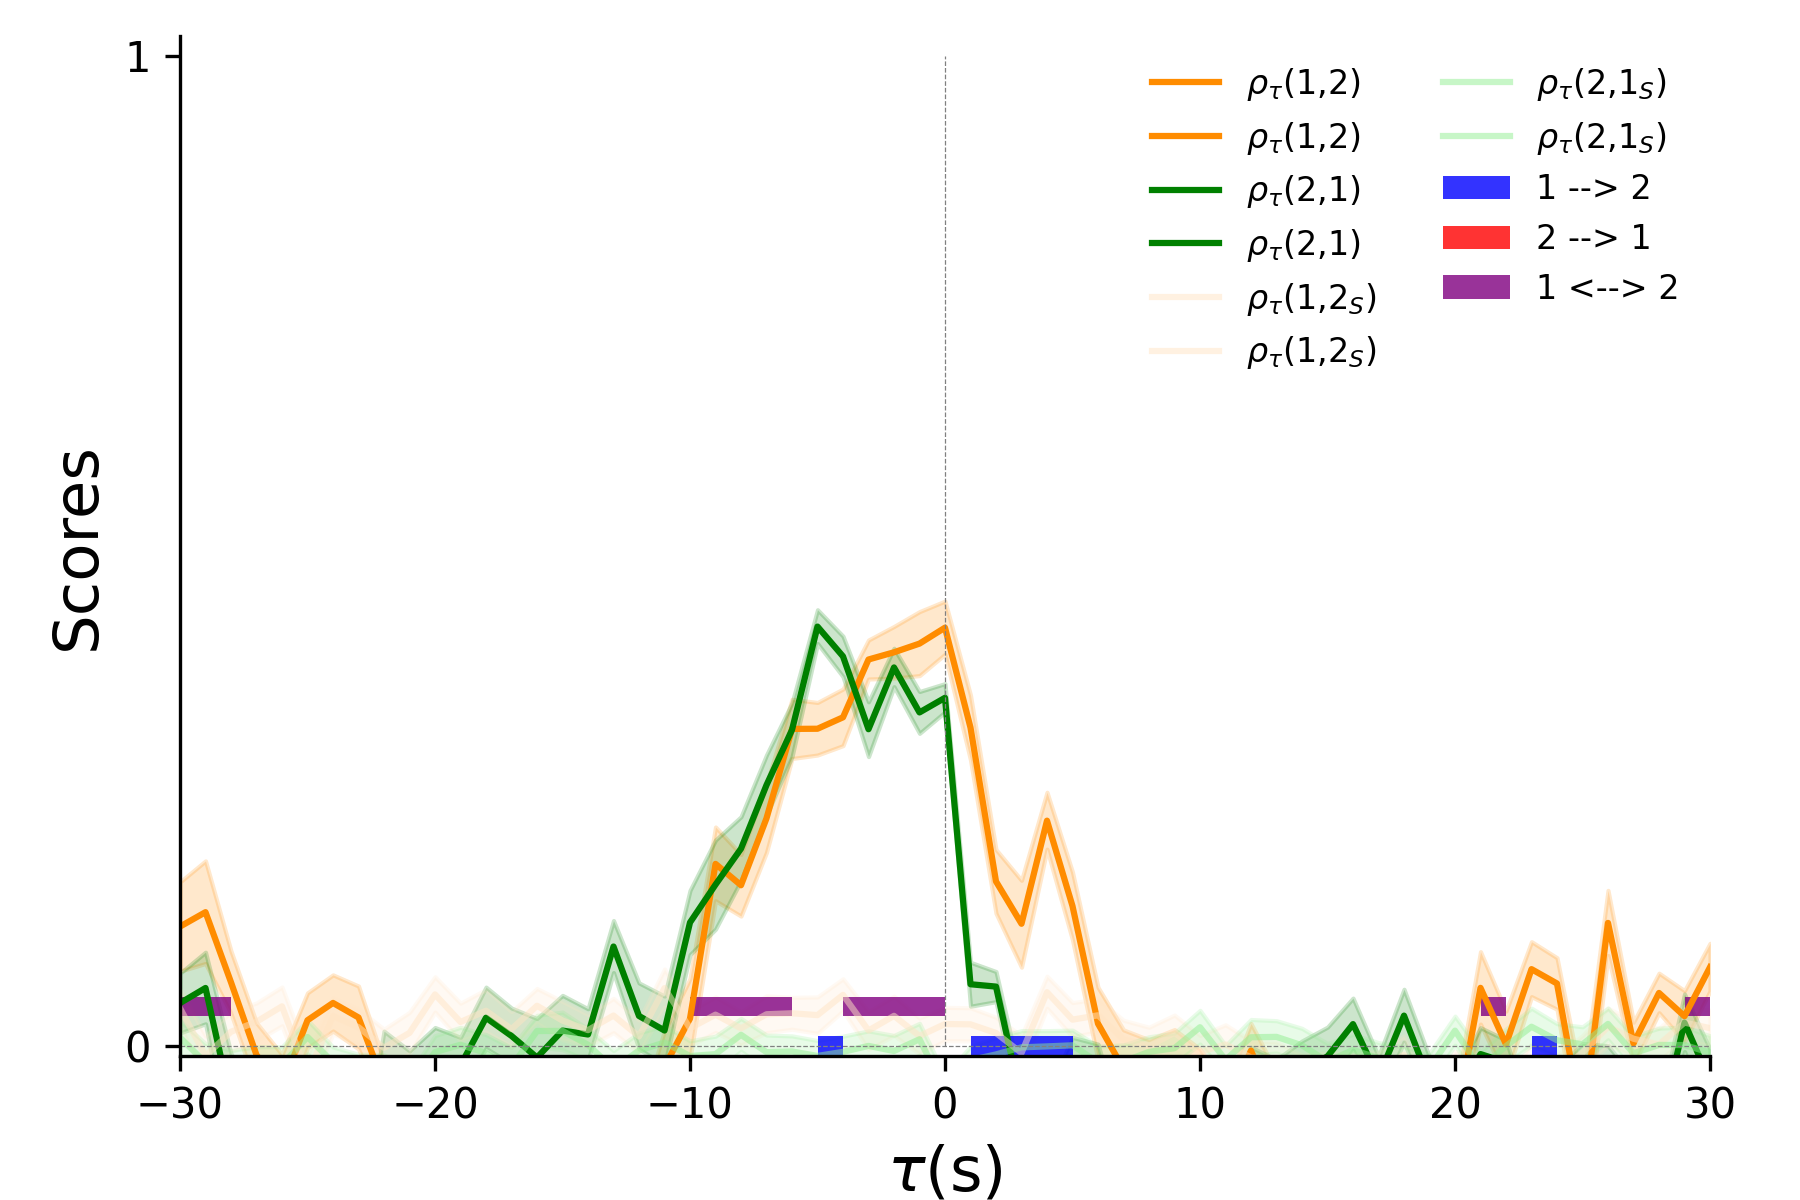 Scores
1
0
ρτ(1,2)
ρτ(1,2)
ρτ(2,1)
ρτ(2,1)
ρτ(1,2S)
ρτ(1,2S)
ρτ(2,1S)
ρτ(2,1S)
1 --> 2
2 --> 1
1 <--> 2
−30 −20 −10 0 10 20 30
τ(s)